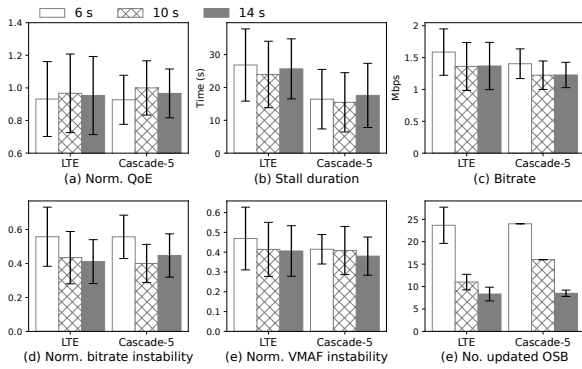 6 s 10 s 14 s
1.4
1.2
1.0
0.8
0.6
LTE Cascade-5
(a) Norm. QoE
Time (s)
40
30
20
10
0
LTE Cascade-5
(b) Stall duration
Mbps
2
1.5
1
0.5
0
LTE Cascade-5
(c) Bitrate
0.6
0.4
0.2
0.0
LTE Cascade-5
(d) Norm. bitrate instability
0.6
0.5
0.4
0.3
0.2
0.1
0.0
LTE Cascade-5
(e) Norm. VMAF instability
25
20
15
10
5
0
LTE Cascade-5
(e) No. updated OSB